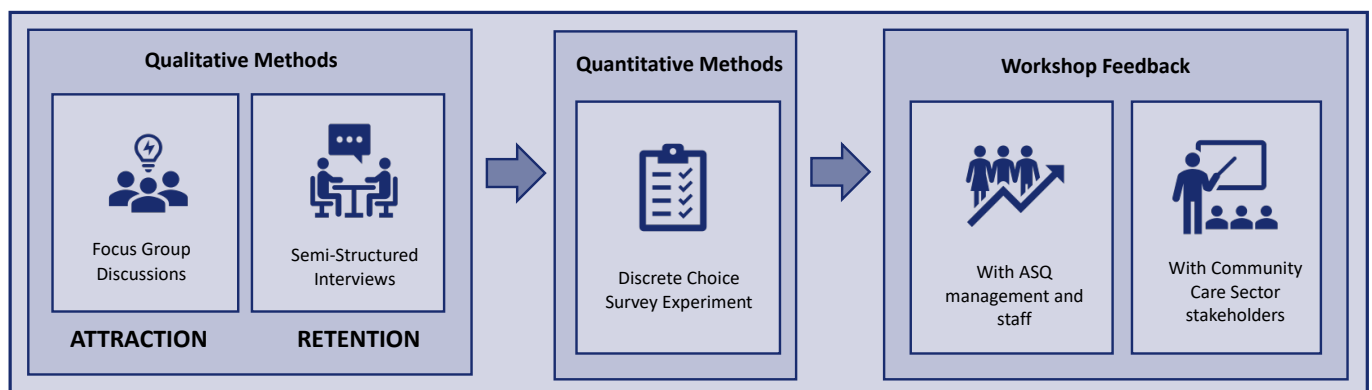 Qualitative Methods
Focus Group
Discussions
ATTRACTION
Semi-Structured
Interviews
RETENTION
Quantitative Methods
Discrete Choice
Survey Experiment
Workshop Feedback
With ASQ
management and
staff
With Community
Care Sector
stakeholders